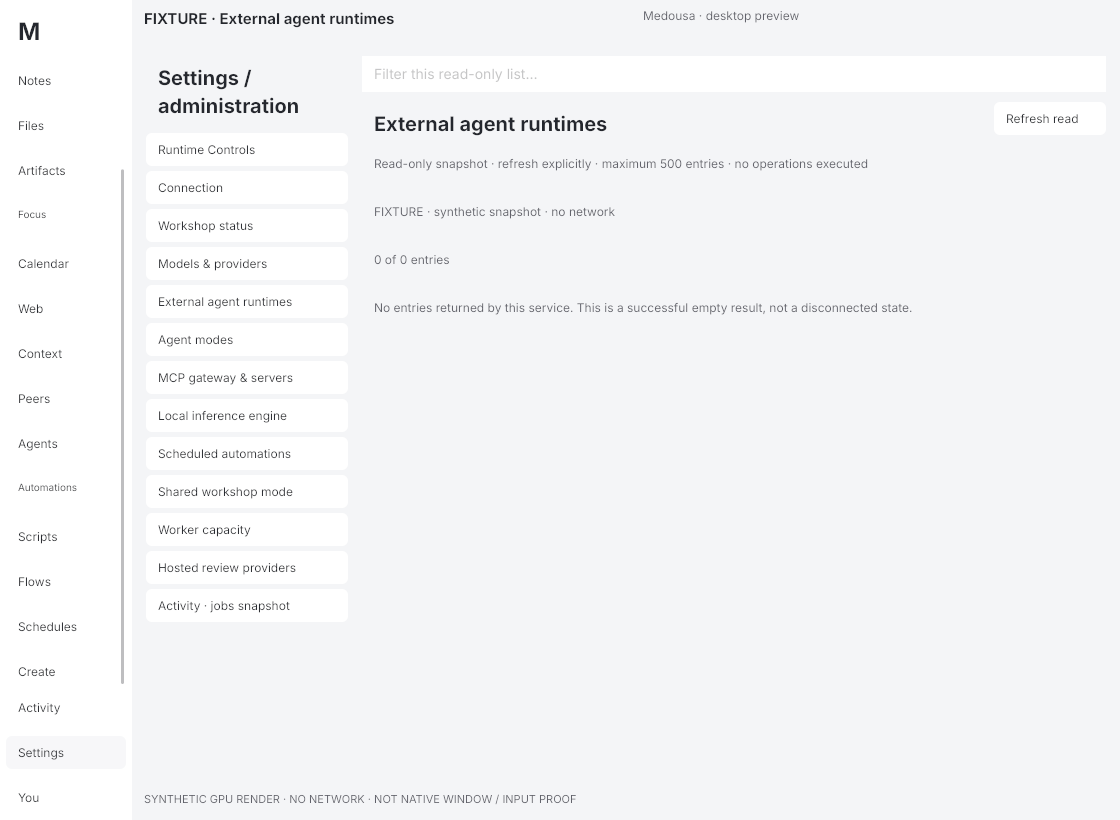 M
Notes
Files
Artifacts
Focus
Calendar
Web
Context
Peers
Agents
Automations
Scripts
Flows
Schedules
Create
Activity
Settings
You
FIXTURE · External agent runtimes
Medousa · desktop preview
Settings /
administration
Runtime Controls
Connection
Workshop status
Models & providers
External agent runtimes
Agent modes
MCP gateway & servers
Local inference engine
Scheduled automations
Shared workshop mode
Worker capacity
Hosted review providers
Activity · jobs snapshot
Filter this read-only list...
External agent runtimes
Refresh read
Read-only snapshot · refresh explicitly · maximum 500 entries · no operations executed
FIXTURE · synthetic snapshot · no network
0 of 0 entries
No entries returned by this service. This is a successful empty result, not a disconnected state.
SYNTHETIC GPU RENDER · NO NETWORK · NOT NATIVE WINDOW / INPUT PROOF